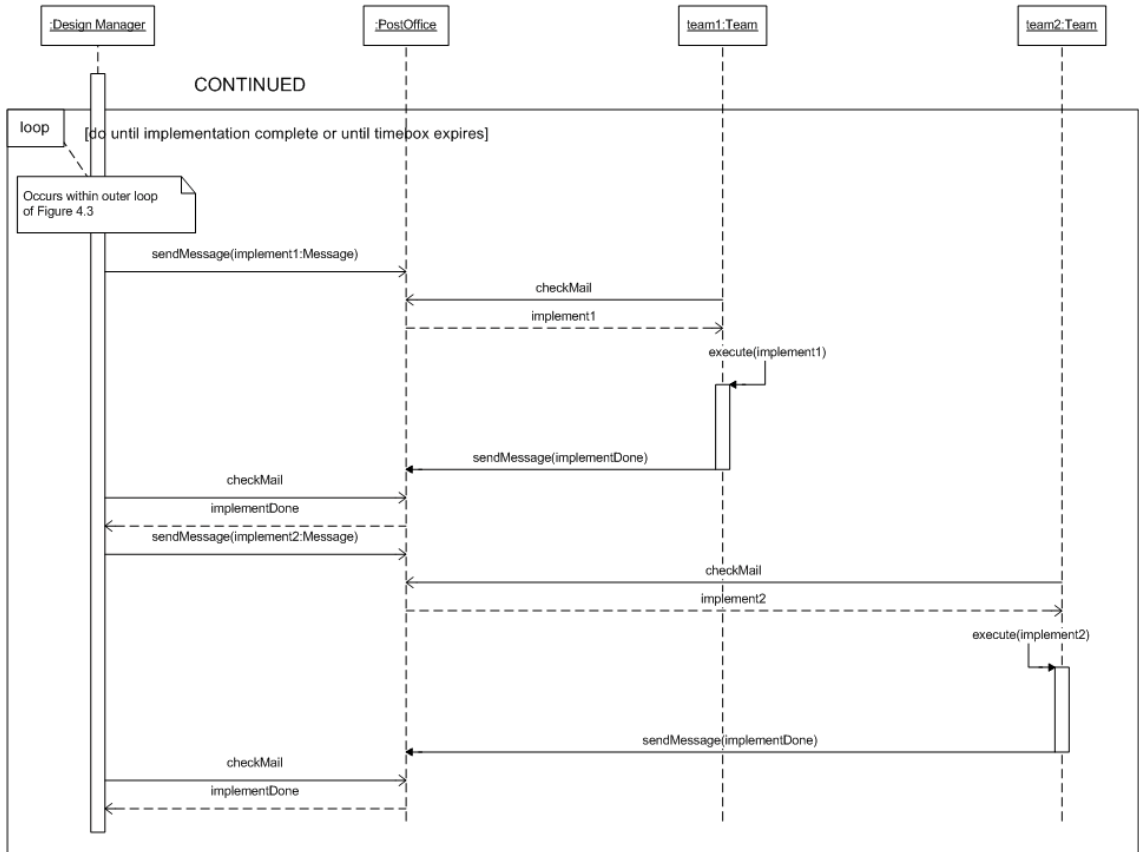 :Design Manager
:PostOffice
team1:Team
team2:Team
CONTINUED
loop
[do until implementation complete or until timebox expires]
Occurs within outer loop
of Figure 4.3
sendMessage(implement1:Message)
checkMail
implement1
execute(implement1)
sendMessage(implementDone)
checkMail
implementDone
sendMessage(implement2:Message)
checkMail
implement2
execute(implement2)
sendMessage(implementDone)
checkMail
implementDone